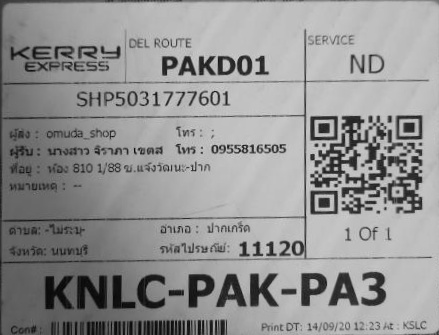 KERRY EXPRESS
DEL ROUTE
PAKD01
SERVICE
ND
SHP5031777601
ผู้ส่ง : omuda_shop โทร : ;
ผู้รับ : นางสาว จิราภา เขตส โทร : 0955816505
ที่อยู่ : ห้อง 810 1/88 ซ.แจ้งวัฒนะ-ปาก
หมายเหตุ : --
ตำบล: -ไม่ระบุ- อำเภอ : ปากเกร็ด
จังหวัด: นนทบุรี รหัสไปรษณีย์: 11120
1 Of 1
KNLC-PAK-PA3
Con# : Print DT: 14/09/20 12:23 At : KSLC